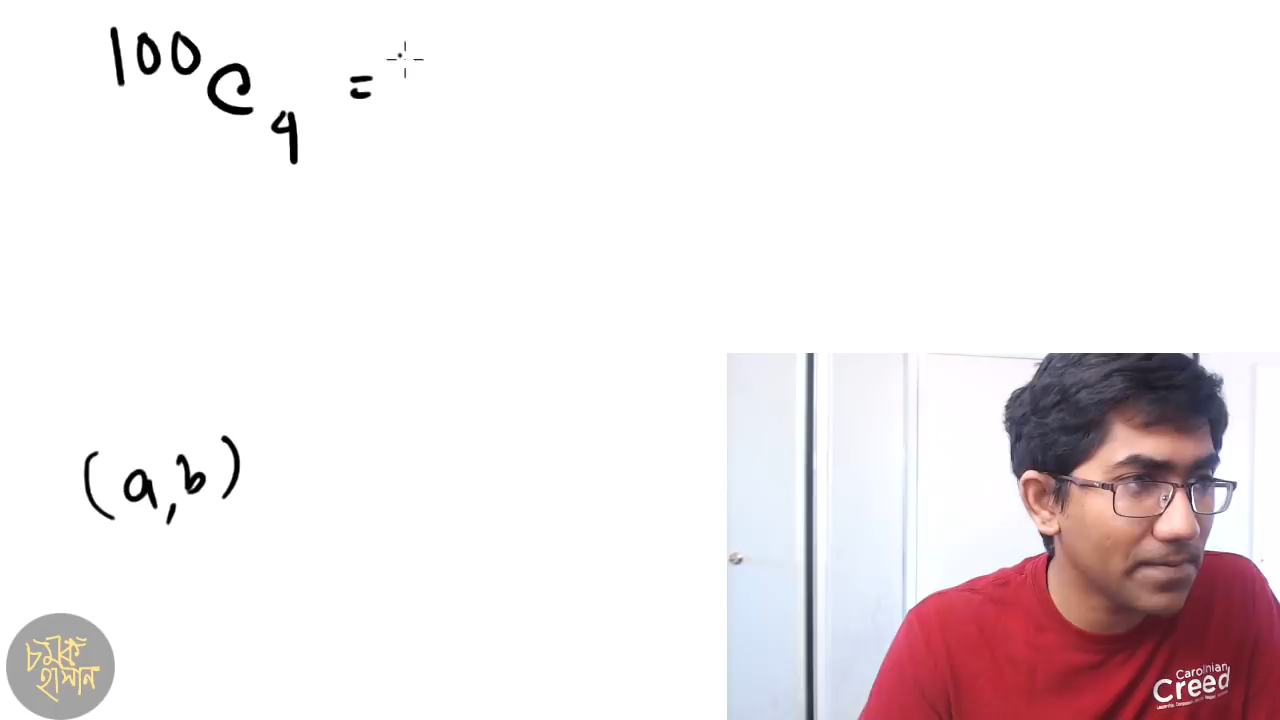 ¹⁰⁰C₄ =
(a,b)
চমক
হাসান
Carolinian
Creed